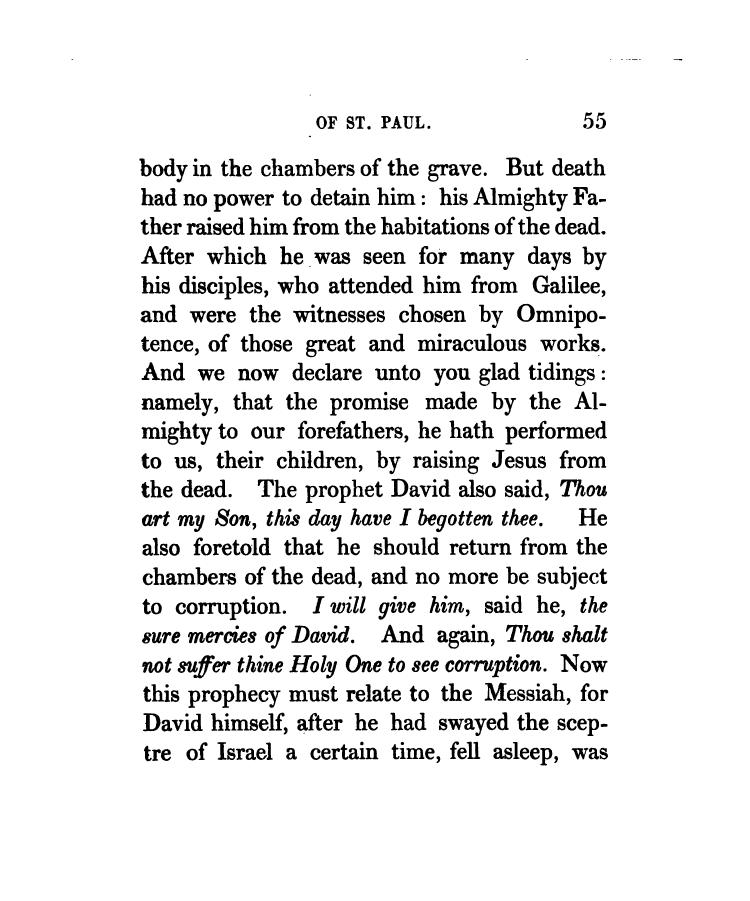 OF ST. PAUL. 55
body in the chambers of the grave. But death
had no power to detain him : his Almighty Fa-
ther raised him from the habitations of the dead.
After which he was seen for many days by
his disciples, who attended him from Galilee,
and were the witnesses chosen by Omnipo-
tence, of those great and miraculous works.
And we now declare unto you glad tidings :
namely, that the promise made by the Al-
mighty to our forefathers, he hath performed
to us, their children, by raising Jesus from
the dead. The prophet David also said, Thou
art my Son, this day have I begotten thee. He
also foretold that he should return from the
chambers of the dead, and no more be subject
to corruption. I will give him, said he, the
sure mercies of David. And again, Thou shalt
not suffer thine Holy One to see corruption. Now
this prophecy must relate to the Messiah, for
David himself, after he had swayed the scep-
tre of Israel a certain time, fell asleep, was